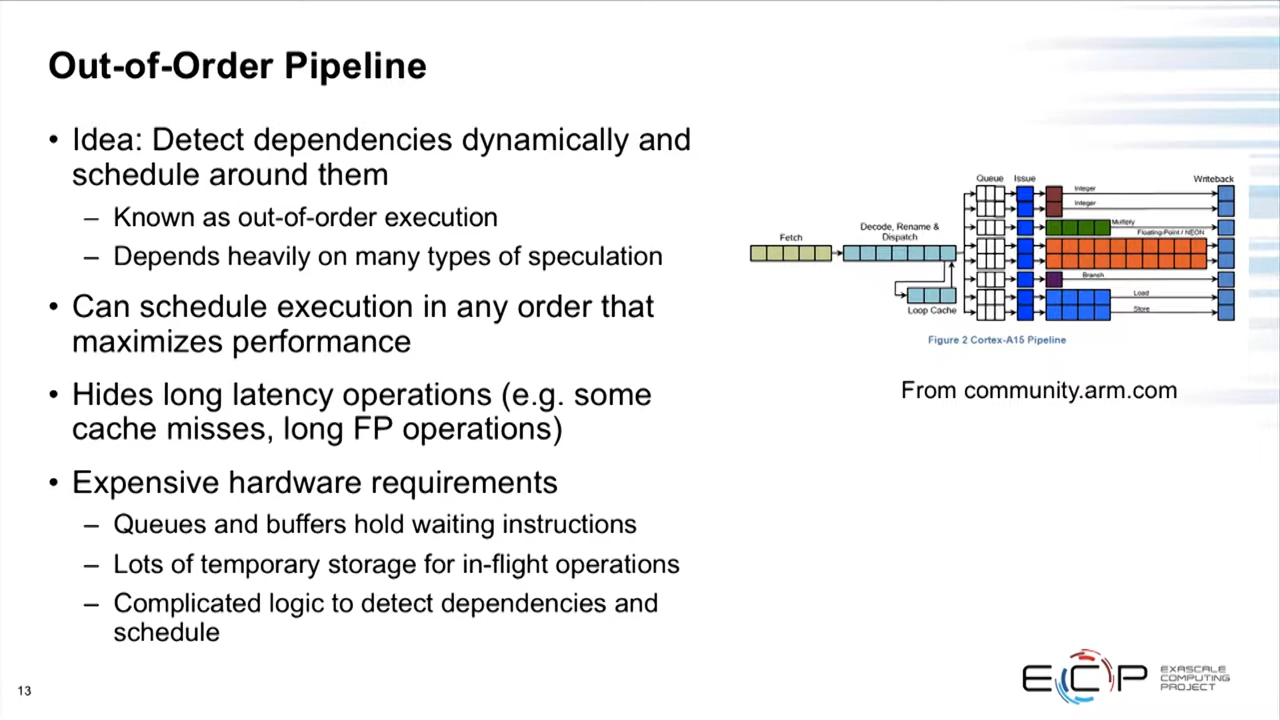 Out-of-Order Pipeline
• Idea: Detect dependencies dynamically and
schedule around them
– Known as out-of-order execution
– Depends heavily on many types of speculation
• Can schedule execution in any order that
maximizes performance
• Hides long latency operations (e.g. some
cache misses, long FP operations)
• Expensive hardware requirements
– Queues and buffers hold waiting instructions
– Lots of temporary storage for in-flight operations
– Complicated logic to detect dependencies and
schedule
Queue Issue Writeback
Integer
Integer
Multiply
Floating-Point / NEON
Fetch
Decode, Rename &
Dispatch
Branch
Load
Store
Loop Cache
Figure 2 Cortex-A15 Pipeline
From community.arm.com
13
ECP
EXASCALE
COMPUTING
PROJECT